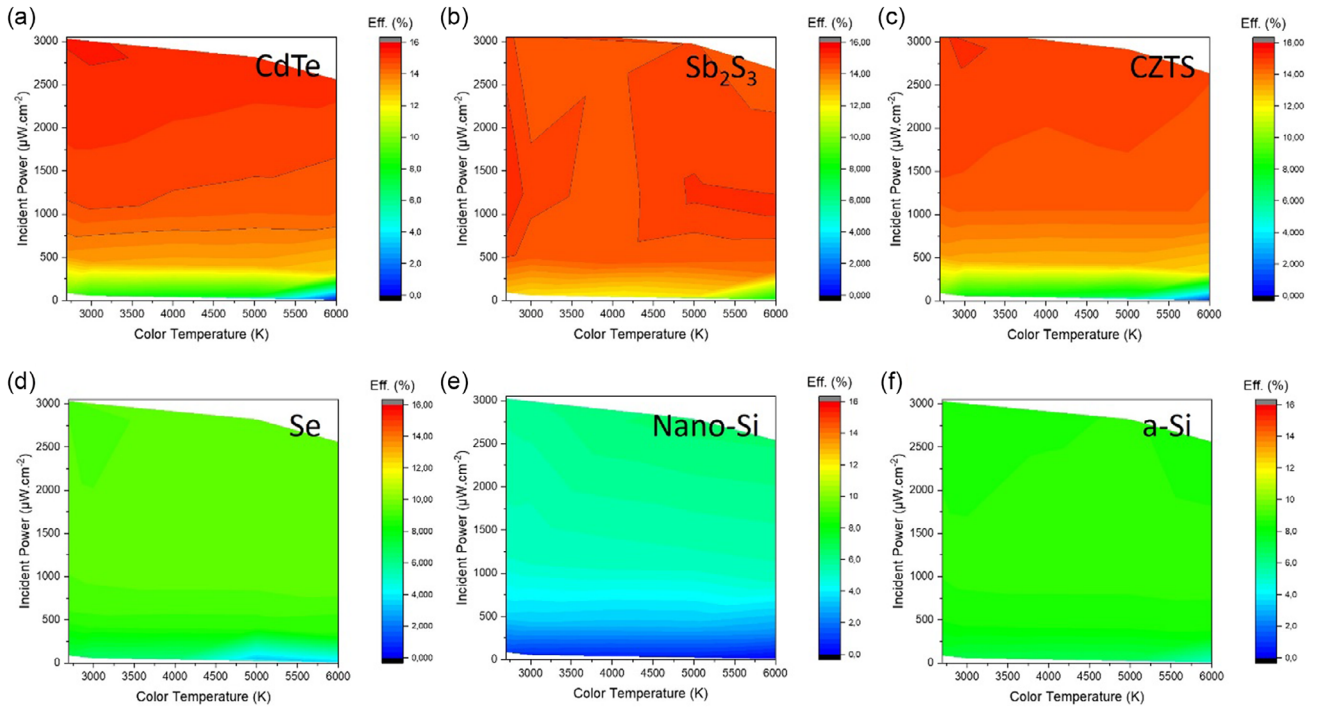 (a)
Eff. (%)
CdTe
3000
2500
2000
1500
1000
500
0
16
14
12
10
8,0
6,0
4,0
2,0
0,0
Incident Power (µW.cm-2)
3000 3500 4000 4500 5000 5500 6000
Color Temperature (K)
(b)
Eff. (%)
Sb2S3
3000
2500
2000
1500
1000
500
0
16,00
14,00
12,00
10,00
8,000
6,000
4,000
2,000
0,000
Incident Power (µW.cm-2)
3000 3500 4000 4500 5000 5500 6000
Color Temperature (K)
(c)
Eff. (%)
CZTS
3000
2500
2000
1500
1000
500
0
16,00
14,00
12,00
10,00
8,000
6,000
4,000
2,000
0,000
Incident Power (µW.cm-2)
3000 3500 4000 4500 5000 5500 6000
Color Temperature (K)
(d)
Eff. (%)
Se
3000
2500
2000
1500
1000
500
0
16,00
14,00
12,00
10,00
8,000
6,000
4,000
2,000
0,000
Incident Power (µW.cm-2)
3000 3500 4000 4500 5000 5500 6000
Color Temperature (K)
(e)
Eff. (%)
Nano-Si
3000
2500
2000
1500
1000
500
0
16
14
12
10
8,0
6,0
4,0
2,0
0,0
Incident Power (µW.cm-2)
3000 3500 4000 4500 5000 5500 6000
Color Temperature (K)
(f)
Eff. (%)
a-Si
3000
2500
2000
1500
1000
500
0
16
14
12
10
8,0
6,0
4,0
2,0
0,0
Incident Power (µW.cm-2)
3000 3500 4000 4500 5000 5500 6000
Color Temperature (K)